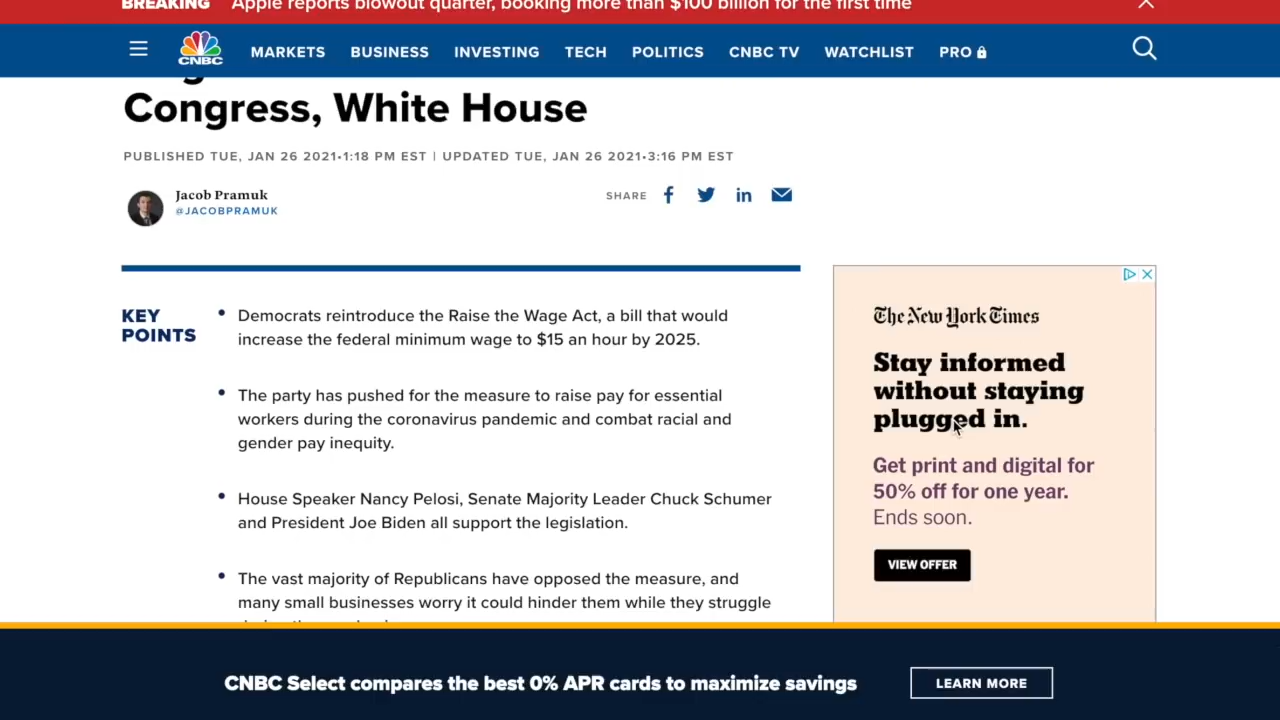 BREAKING Apple reports blowout quarter, booking more than $100 billion for the first time
CNBC MARKETS BUSINESS INVESTING TECH POLITICS CNBC TV WATCHLIST PRO
Congress, White House
PUBLISHED TUE, JAN 26 2021•1:18 PM EST | UPDATED TUE, JAN 26 2021•3:16 PM EST
Jacob Pramuk
@JACOBPRAMUK
SHARE
KEY
POINTS
• Democrats reintroduce the Raise the Wage Act, a bill that would
increase the federal minimum wage to $15 an hour by 2025.
• The party has pushed for the measure to raise pay for essential
workers during the coronavirus pandemic and combat racial and
gender pay inequity.
• House Speaker Nancy Pelosi, Senate Majority Leader Chuck Schumer
and President Joe Biden all support the legislation.
• The vast majority of Republicans have opposed the measure, and
many small businesses worry it could hinder them while they struggle
The New York Times
Stay informed
without staying
plugged in.
Get print and digital for
50% off for one year.
Ends soon.
VIEW OFFER
CNBC Select compares the best 0% APR cards to maximize savings
LEARN MORE